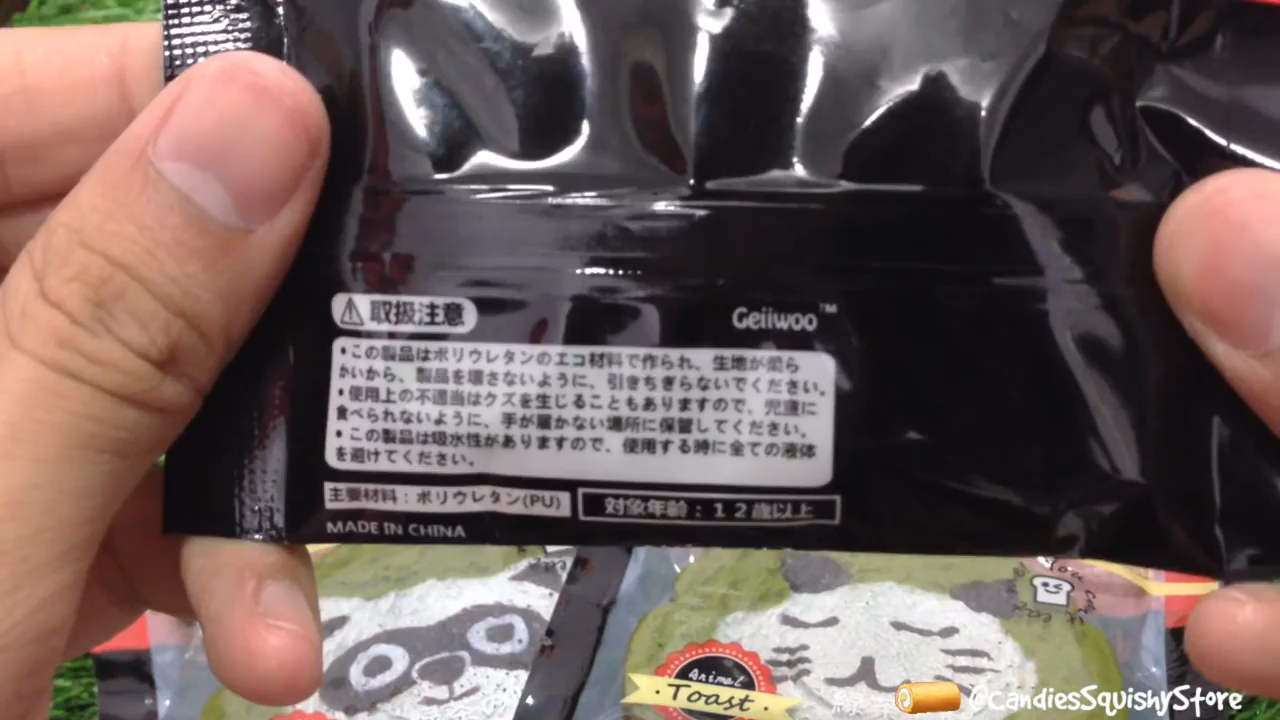 取扱注意
Geiiwoo™
・この製品はポリウレタンのエコ材料で作られ、生地が柔ら
かいから、製品を壊さないように、引きちぎらないでください。
・使用上の不適当はクズを生じることもありますので、児童に
食べられないように、手が届かない場所に保管してください。
・この製品は吸水性がありますので、使用する時に全ての液体
を避けてください。
主要材料：ポリウレタン(PU)
対象年齢：１２歳以上
MADE IN CHINA
You
Animal
·Toast·
@CandiesSquishyStore